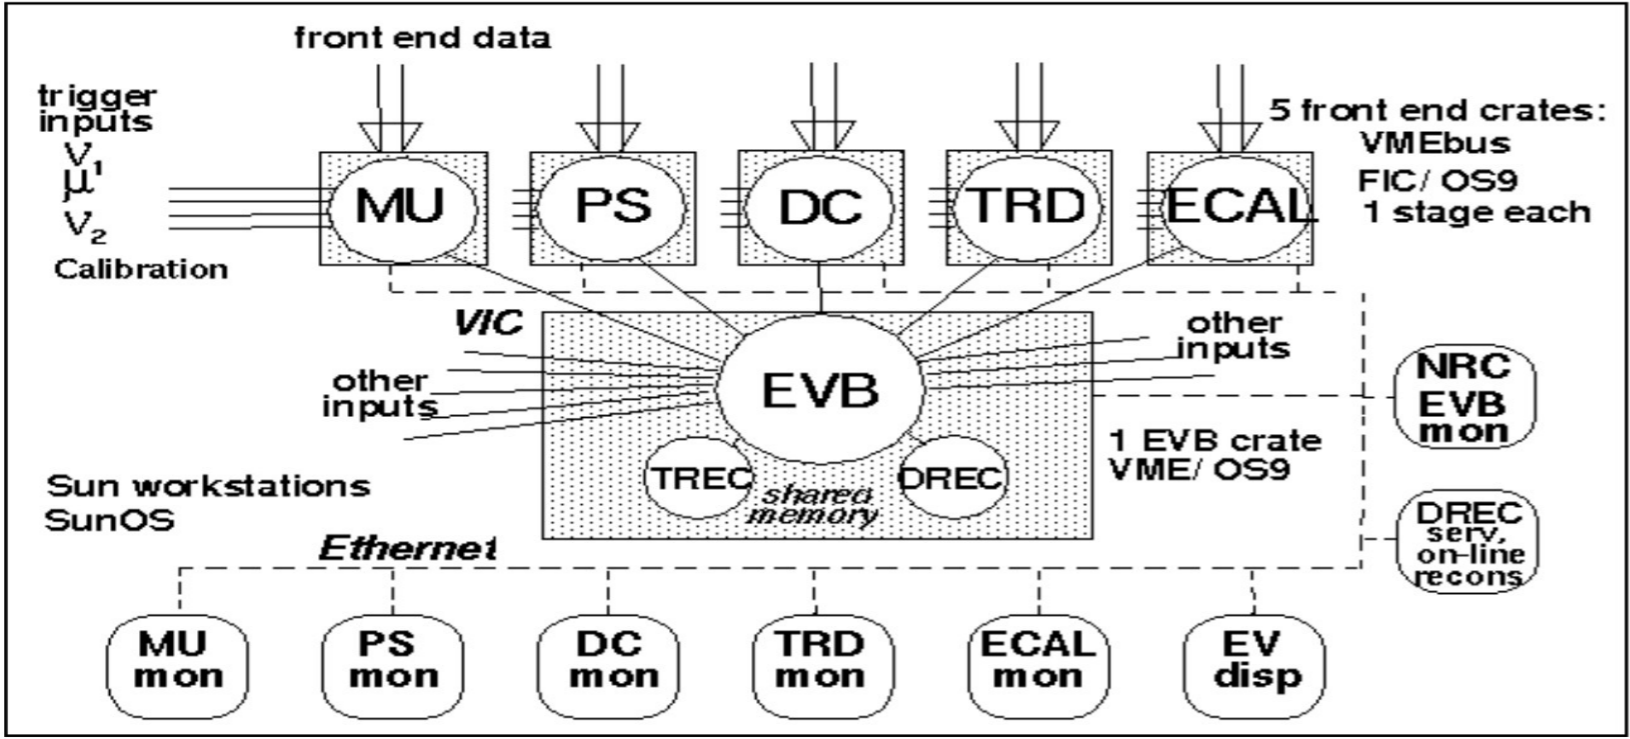 front end data
trigger
inputs
V1
μ
V2
Calibration
MU
PS
DC
TRD
ECAL
5 front end crates:
VMEbus
FIC/ OS9
1 stage each
VIC
other
inputs
EVB
other
inputs
TREC
DREC
shared
memory
1 EVB crate
VME/ OS9
NRC
EVB
mon
DREC
serv,
on-line
recons
Sun workstations
SunOS
Ethernet
MU
mon
PS
mon
DC
mon
TRD
mon
ECAL
mon
EV
disp